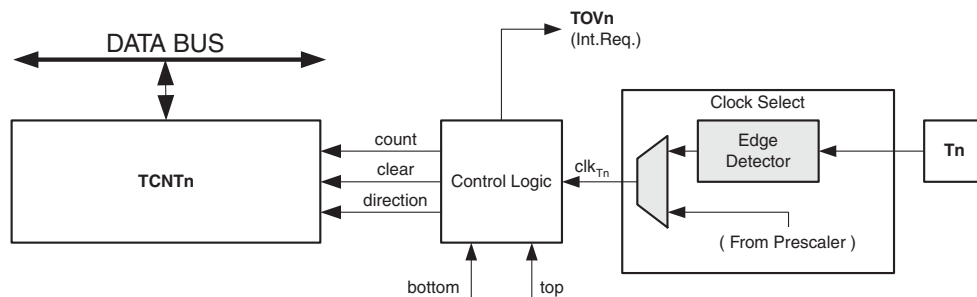 TOVn
(Int.Req.)
DATA BUS
Clock Select
count
Edge
Detector
Tn
TCNTn
clear
Control Logic
clkTn
direction
( From Prescaler )
bottom
top